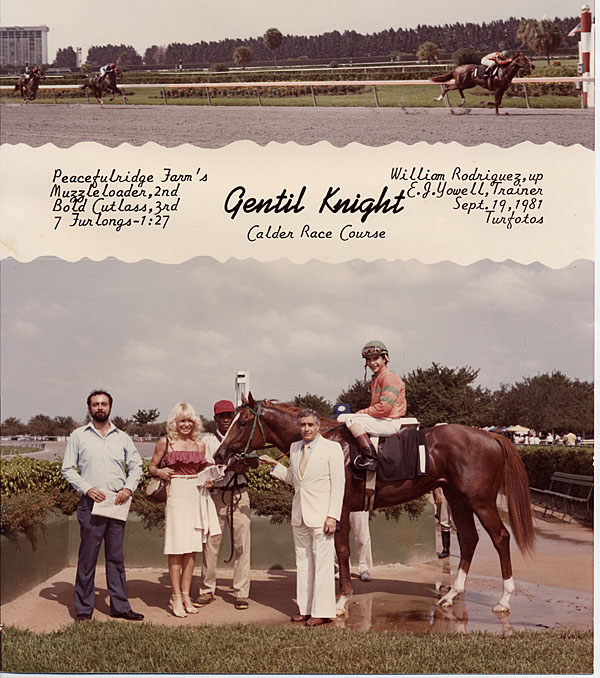 Peacefulridge Farm's
Muzzleloader,2nd
Bold Cutlass,3rd
7 Furlongs-1:27
Gentil Knight
Calder Race Course
William Rodriguez,up
E.J.Yowell,Trainer
Sept.19,1981
Turfotos